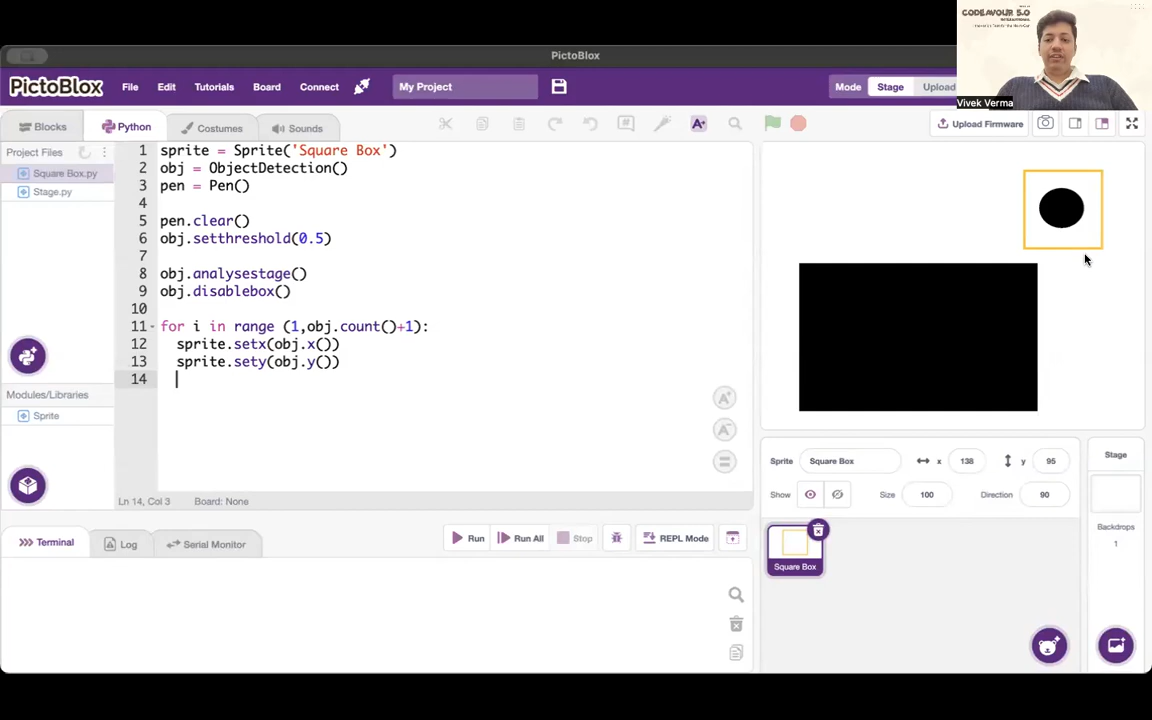 CODEAVOUR 5.0
PictoBlox
Vivek Verma
PictoBlox
File
Edit
Tutorials
Board
Connect
My Project
Mode
Stage
Upload
Blocks
Python
Costumes
Sounds
Upload Firmware
Project Files
Square Box.py
Stage.py
1 sprite = Sprite('Square Box')
2 obj = ObjectDetection()
3 pen = Pen()
4
5 pen.clear()
6 obj.setthreshold(0.5)
7
8 obj.analysestage()
9 obj.disablebox()
10
11 for i in range (1,obj.count()+1):
12 sprite.setx(obj.x())
13 sprite.sety(obj.y())
14
Modules/Libraries
Sprite
Ln 14, Col 3 Board: None
Terminal
Log
Serial Monitor
Run
Run All
Stop
REPL Mode
Sprite
Square Box
x
138
y
95
Show
Size
100
Direction
90
Square Box
Stage
Backdrops
1